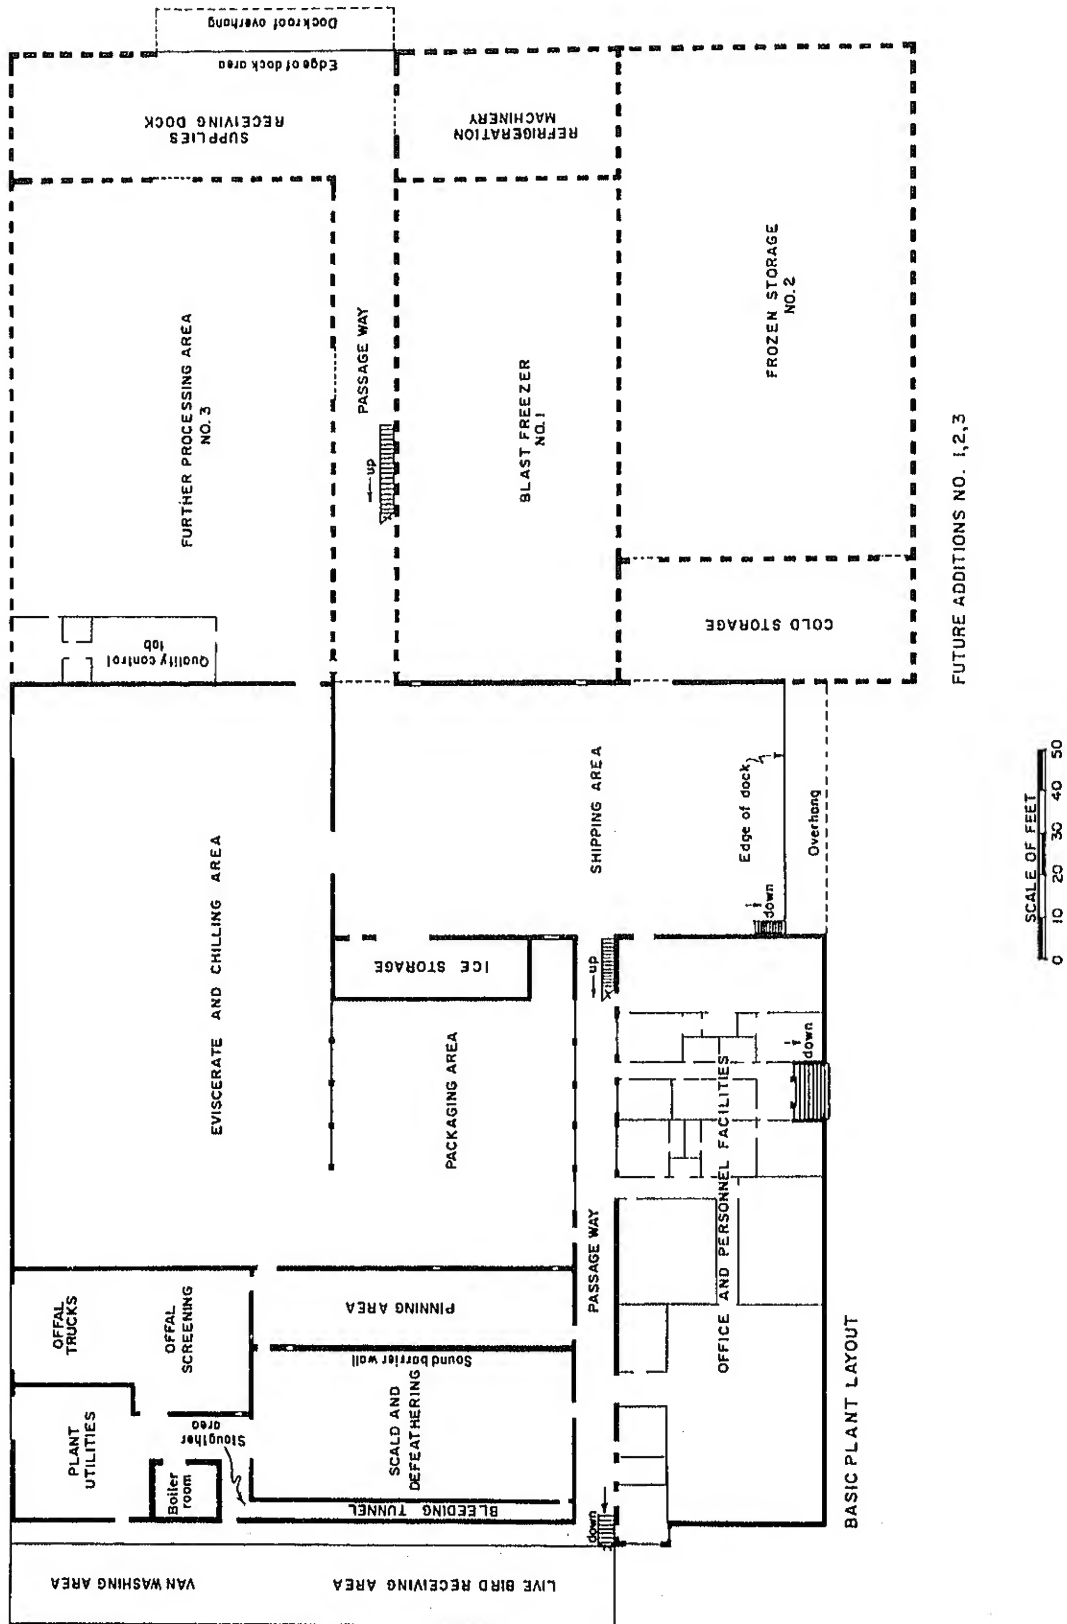 VAN WASHING AREA
LIVE BIRD RECEIVING AREA
PLANT
UTILITIES
Boiler
room
OFFAL
TRUCKS
OFFAL
SCREENING
Slaugther
area
BLEEDING TUNNEL
SCALD AND
DEFEATHERING
Sound barrier wall
PINNING AREA
EVISCERATE AND CHILLING AREA
PACKAGING AREA
ICE STORAGE
PASSAGE WAY
down
up
OFFICE AND PERSONNEL FACILITIES
down
SHIPPING AREA
down
Edge of dock
Overhang
Quality control
lab
FURTHER PROCESSING AREA
NO. 3
PASSAGE WAY
up
BLAST FREEZER
NO. 1
COLD STORAGE
FROZEN STORAGE
NO. 2
SUPPLIES
RECEIVING DOCK
Edge of dock area
Dock roof overhang
REFRIGERATION
MACHINERY
BASIC PLANT LAYOUT
FUTURE ADDITIONS NO. 1,2,3
SCALE OF FEET
0 10 20 30 40 50